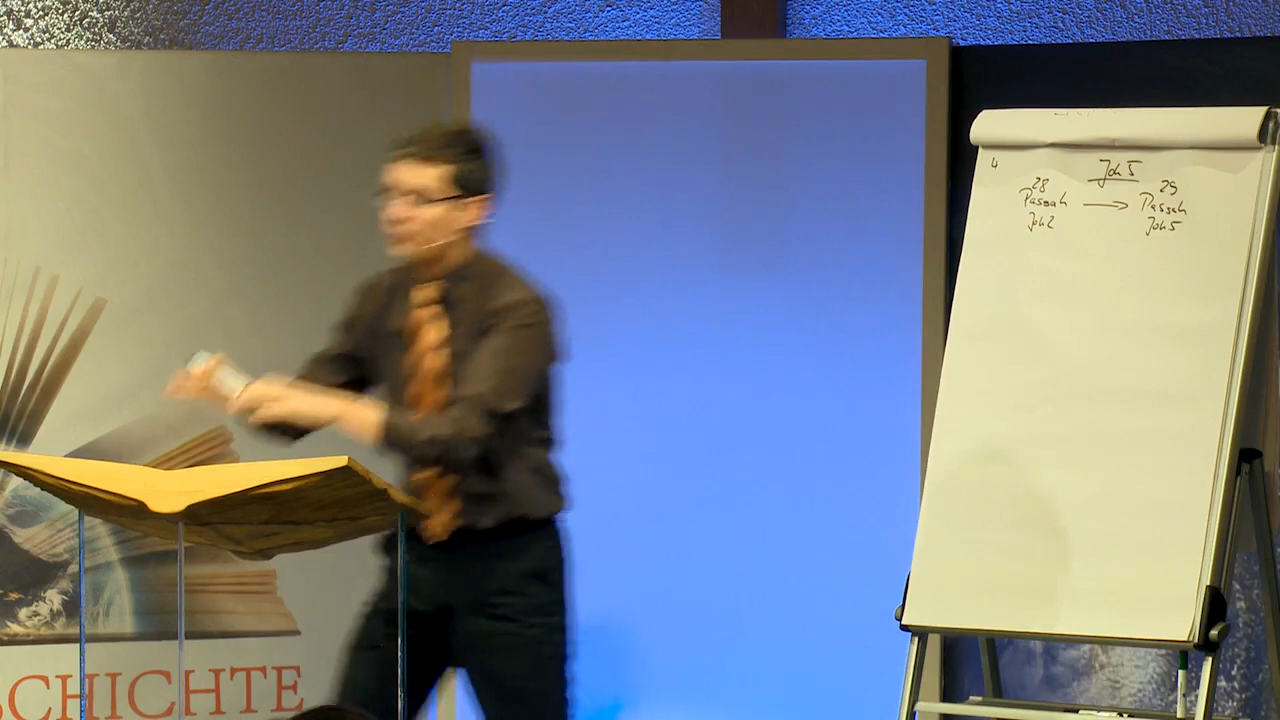 4
Joh 5
28 29
Passah → Passah
Joh 2 Joh 5
SCHICHTE